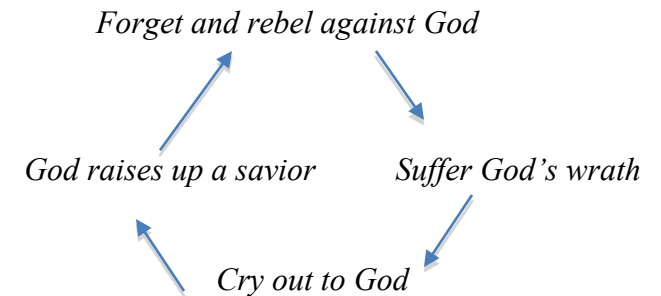 Forget and rebel against God
God raises up a savior
Suffer God’s wrath
Cry out to God